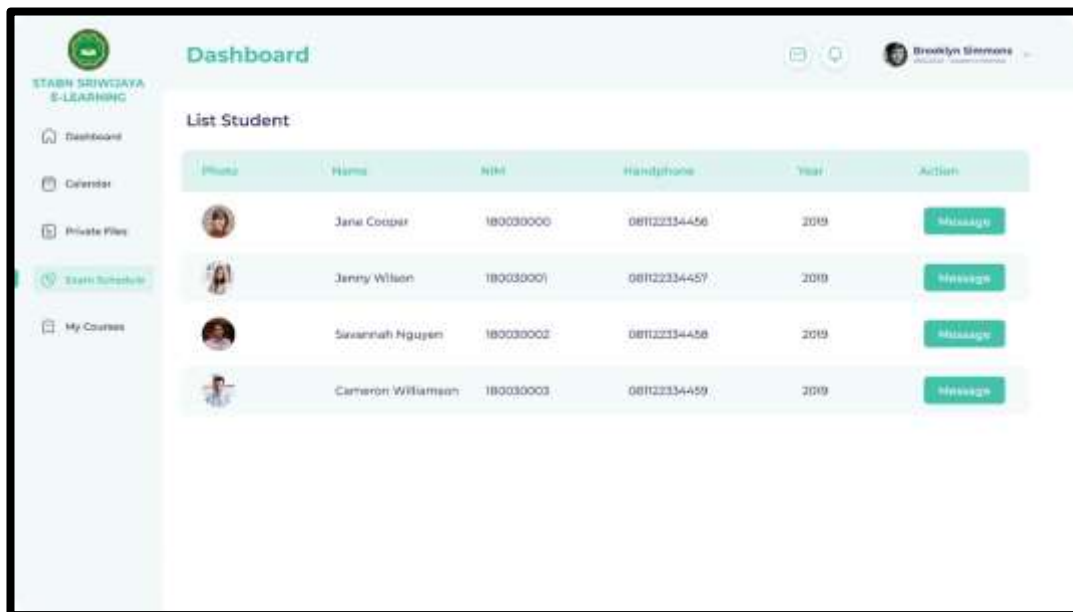 STABN SRIWIJAYA
E-LEARNING
Dashboard
Calendar
Private Files
Exam Schedule
My Courses
Dashboard
Brooklyn Simmons
List Student
Photo Name NIM Handphone Year Action
Jane Cooper 180030000 081122334456 2019 Message
Jenny Wilson 180030001 081122334457 2019 Message
Savannah Nguyen 180030002 081122334458 2019 Message
Cameron Williamson 180030003 081122334459 2019 Message